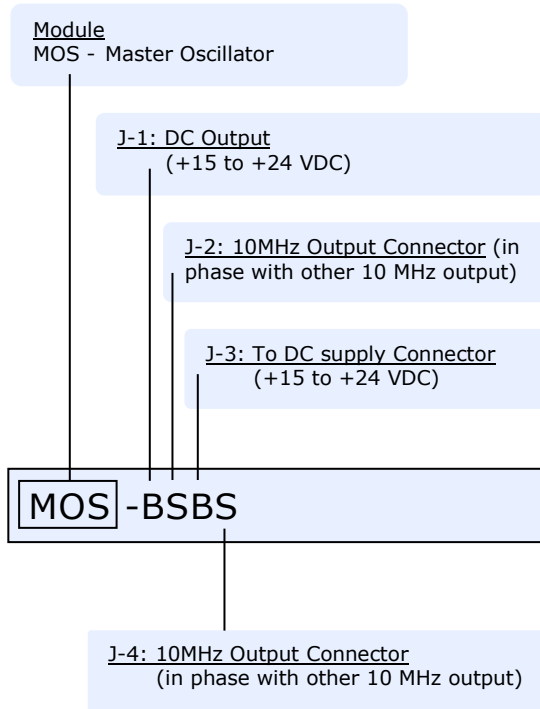 Module
MOS - Master Oscillator
J-1: DC Output
(+15 to +24 VDC)
J-2: 10MHz Output Connector (in
phase with other 10 MHz output)
J-3: To DC supply Connector
(+15 to +24 VDC)
MOS -BSBS
J-4: 10MHz Output Connector
(in phase with other 10 MHz output)